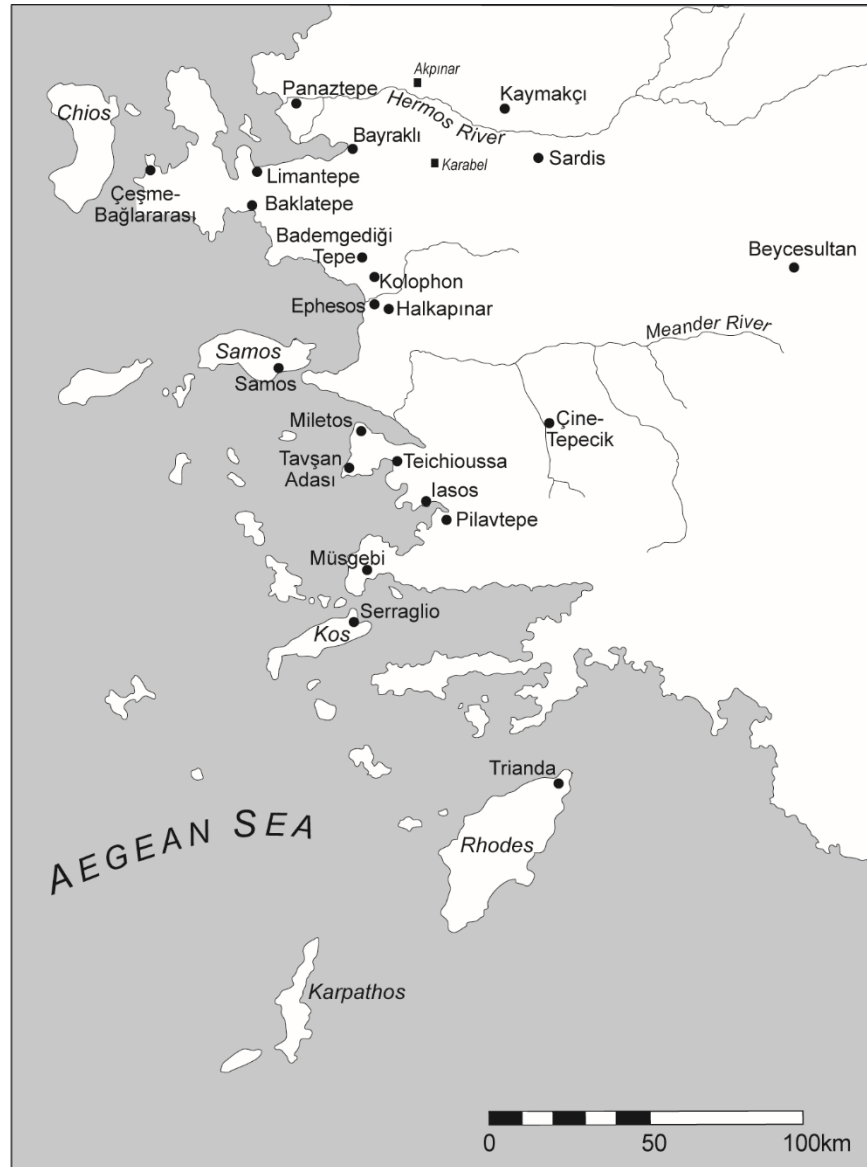 Akpınar
Panaztepe
Kaymakçı
Chios
Hermos River
Bayraklı
Karabel
Sardis
Limantepe
Çeşme-
Bağlararası
Baklatepe
Bademgediği
Tepe
Beycesultan
Kolophon
Ephesos
Halkapınar
Meander River
Samos
Samos
Miletos
Çine-
Tepecik
Tavşan
Adası
Teichioussa
Iasos
Pilavtepe
Müsgebi
Serraglio
Kos
Trianda
AEGEAN SEA
Rhodes
Karpathos
0 50 100km